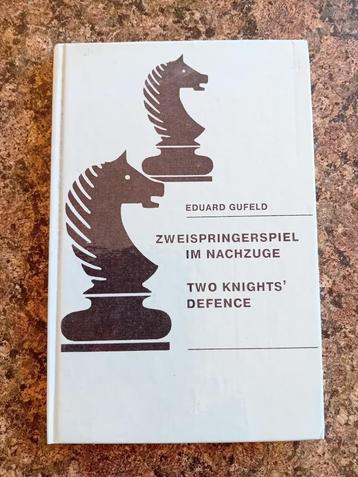 EDUARD GUFELD
ZWEISPRINGERSPIEL
IM NACHZUGE
TWO KNIGHTS'
DEFENCE